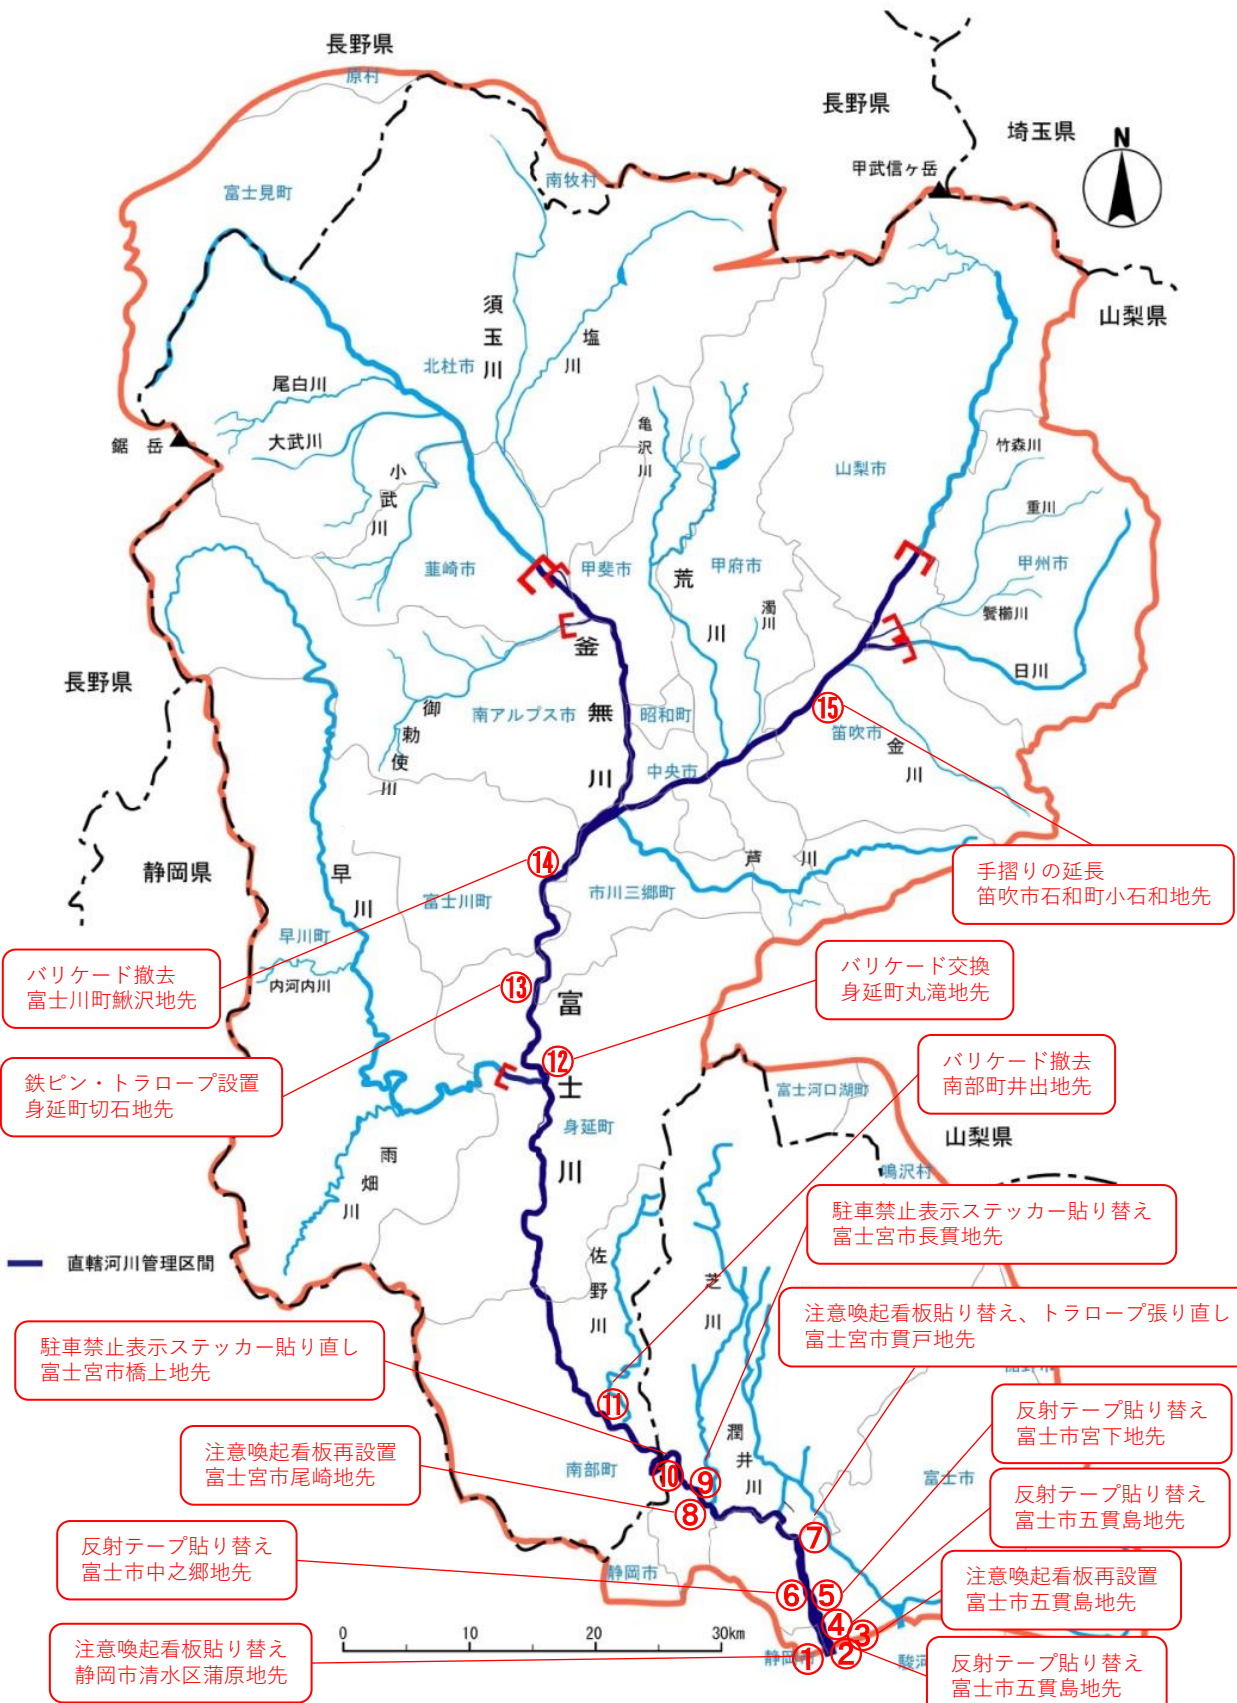 長野県
原村
長野県
埼玉県
N
甲武信ヶ岳
南牧村
富士見町
山梨県
須玉川
塩川
北杜市
尾白川
亀沢川
鋸岳
大武川
小武川
竹森川
山梨市
重川
韮崎市
甲斐市
荒川
甲府市
濁川
甲州市
鬢櫛川
釜無川
日川
長野県
御勅使川
南アルプス市
昭和町
⑮
笛吹市
金川
中央市
静岡県
早川
⑭
芦川
手摺りの延長
笛吹市石和町小石和地先
富士川町
市川三郷町
早川町
バリケード撤去
富士川町鰍沢地先
内河内川
⑬
富士川
バリケード交換
身延町丸滝地先
鉄ピン・トラロープ設置
身延町切石地先
⑫
バリケード撤去
南部町井出地先
富士河口湖町
身延町
山梨県
雨畑川
鳴沢村
駐車禁止表示ステッカー貼り替え
富士宮市長貫地先
直轄河川管理区間
佐野川
芝川
注意喚起看板貼り替え、トラロープ張り直し
富士宮市貫戸地先
駐車禁止表示ステッカー貼り直し
富士宮市橋上地先
⑪
反射テープ貼り替え
富士市宮下地先
潤井川
注意喚起看板再設置
富士宮市尾崎地先
南部町
⑩
⑨
富士市
⑧
反射テープ貼り替え
富士市五貫島地先
⑦
反射テープ貼り替え
富士市中之郷地先
静岡市
⑥
⑤
注意喚起看板再設置
富士市五貫島地先
④
③
0 10 20 30km
注意喚起看板貼り替え
静岡市清水区蒲原地先
静岡
①
②
駿河
反射テープ貼り替え
富士市五貫島地先